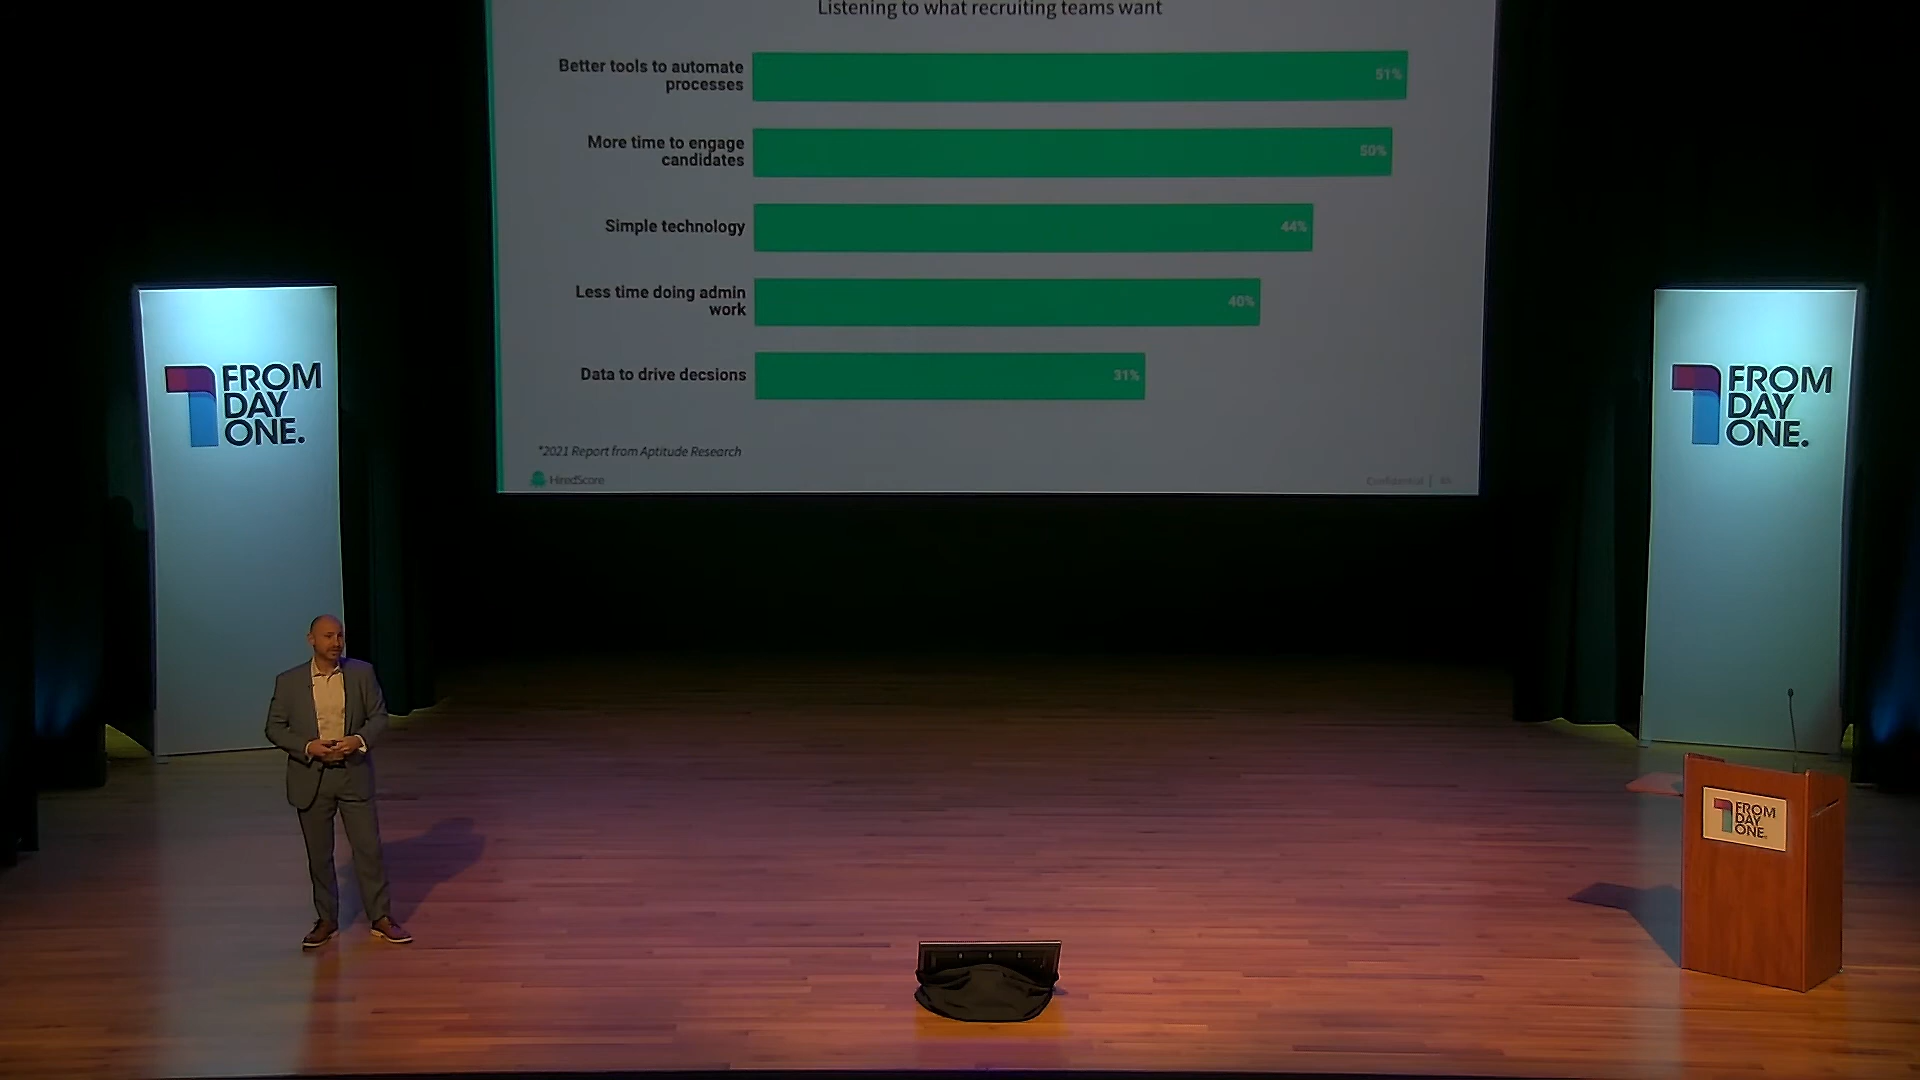 Listening to what recruiting teams want
Better tools to automate
processes
51%
More time to engage
candidates
50%
Simple technology
44%
Less time doing admin
work
40%
Data to drive decsions
31%
*2021 Report from Aptitude Research
HiredScore
Confidential |
FROM
DAY
ONE.
FROM
DAY
ONE.
FROM
DAY
ONE.